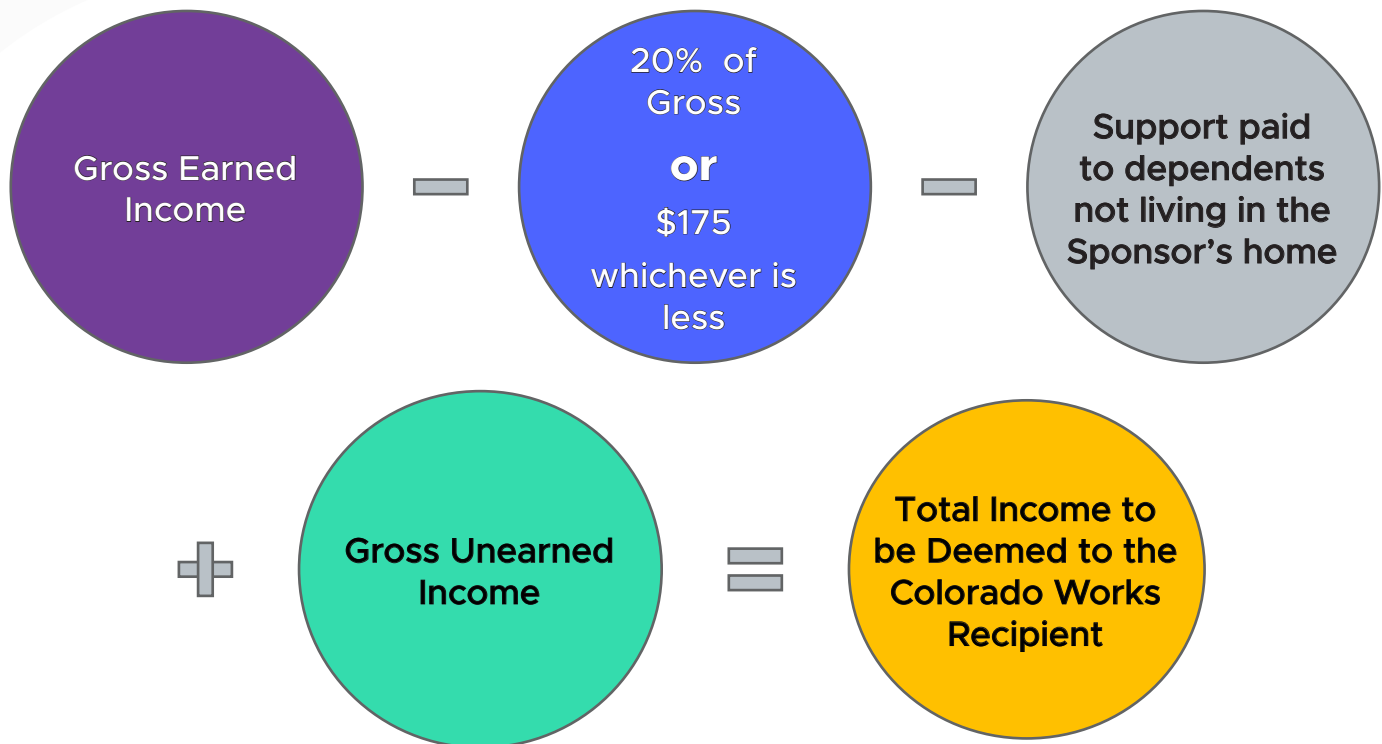 Gross Earned
Income
20% of
Gross
or
$175
whichever is
less
Support paid
to dependents
not living in the
Sponsor's home
Gross Unearned
Income
Total Income to
be Deemed to the
Colorado Works
Recipient